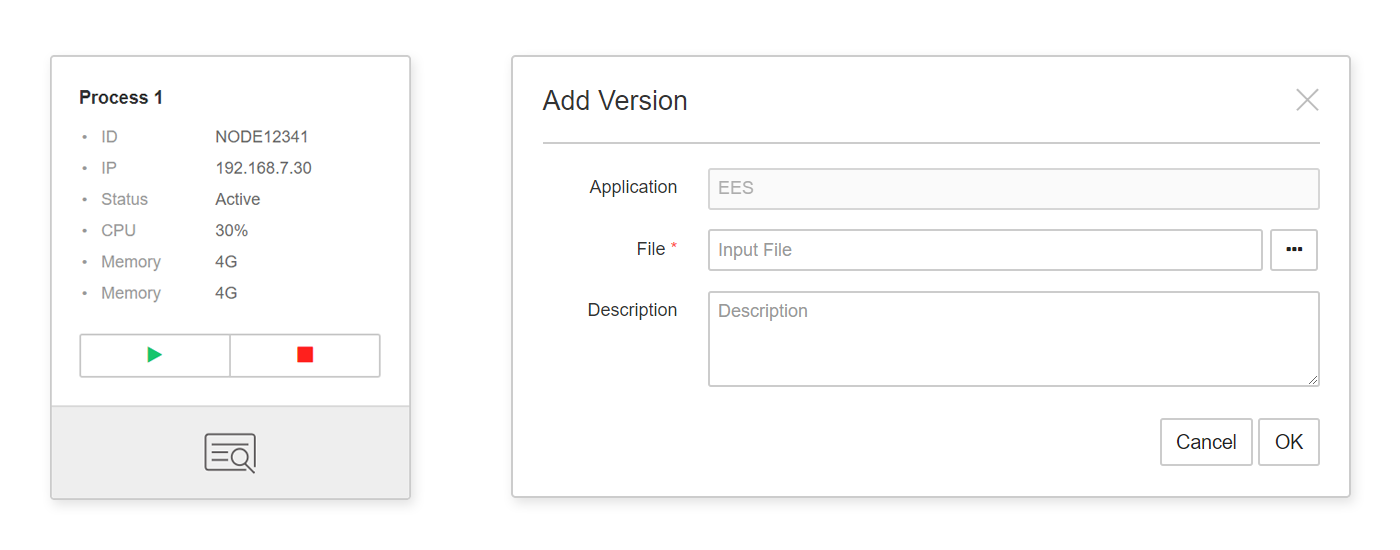 Process 1
• ID NODE12341
• IP 192.168.7.30
• Status Active
• CPU 30%
• Memory 4G
• Memory 4G
Add Version
Application EES
File * Input File •••
Description Description
Cancel OK